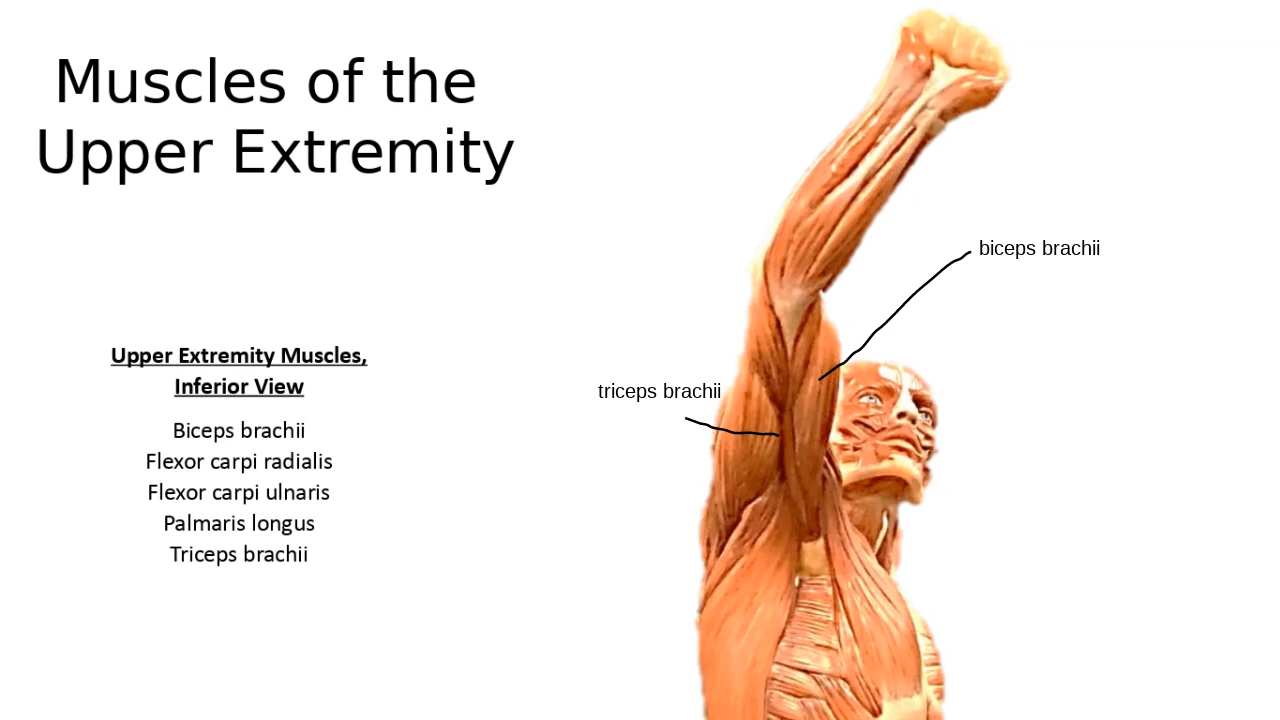 Muscles of the
Upper Extremity
Upper Extremity Muscles,
Inferior View
Biceps brachii
Flexor carpi radialis
Flexor carpi ulnaris
Palmaris longus
Triceps brachii
biceps brachii
triceps brachii